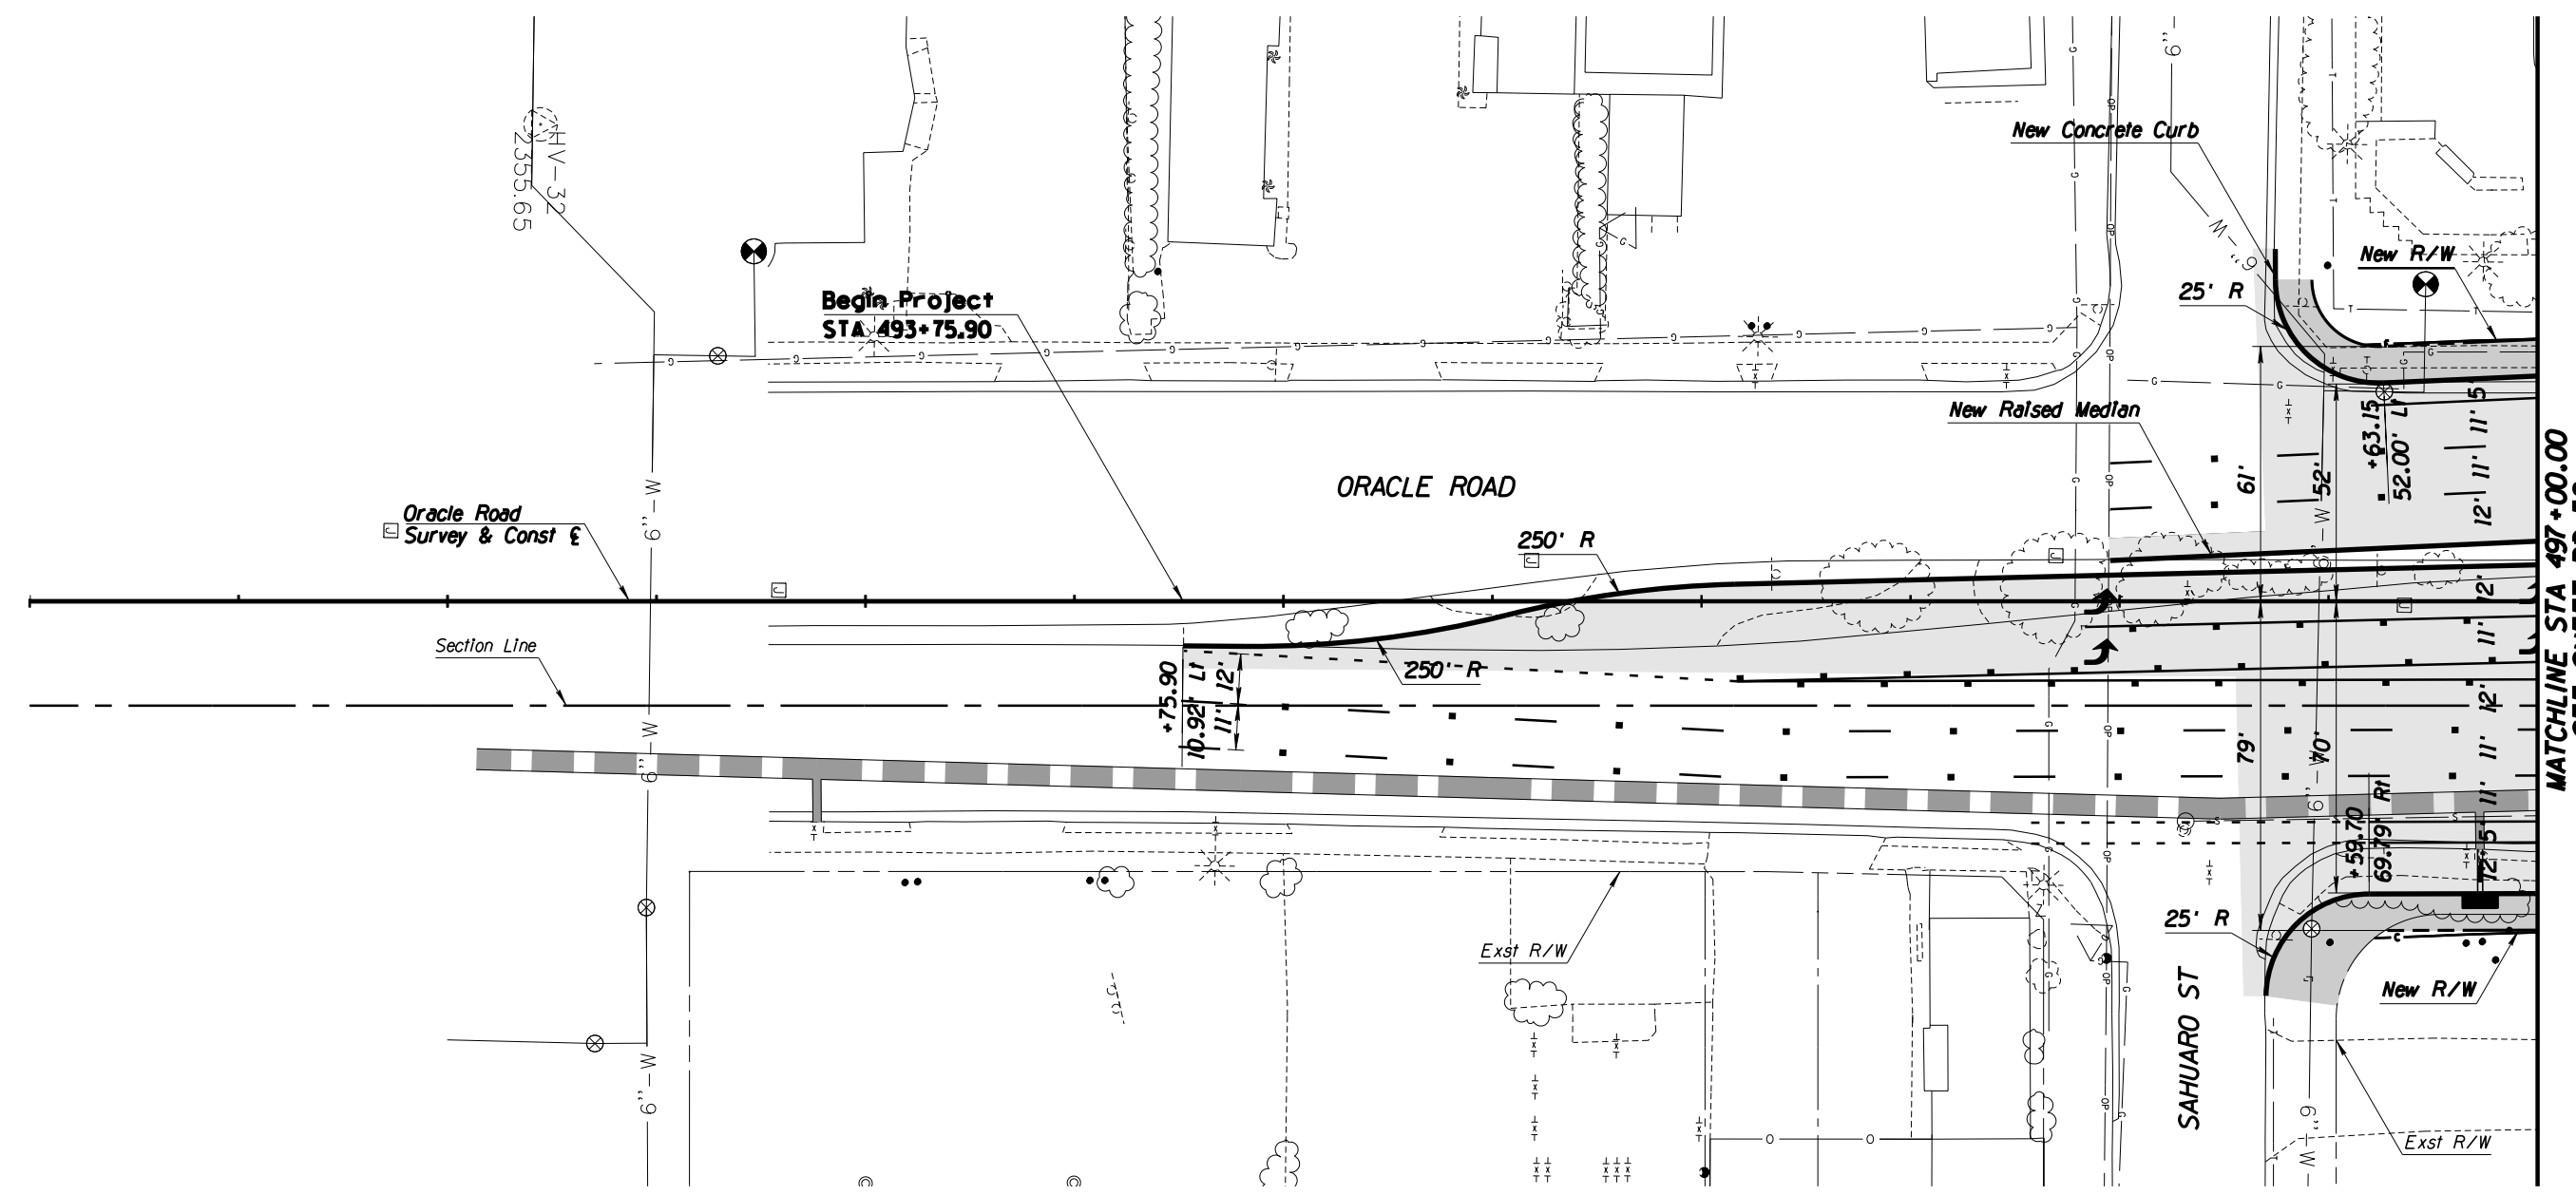 HV-32
2355.65
Begin Project
STA 493+75.90
New Concrete Curb
New R/W
25' R
New Raised Median
ORACLE ROAD
Oracle Road
Survey & Const ℄
250' R
250' R
Section Line
+75.90
10.92' Lt
12'
11'
61'
52'
+63.15
52.00' Lt
5'
11'
11'
12'
12'
11'
12'
11'
11'
12'
5'
79'
70'
+59.70
69.79' Rt
25' R
New R/W
Exst R/W
Exst R/W
SAHUARO ST
MATCHLINE STA 497+00.00
6"-W
6"-W
6"-W
6"-W
6"-W